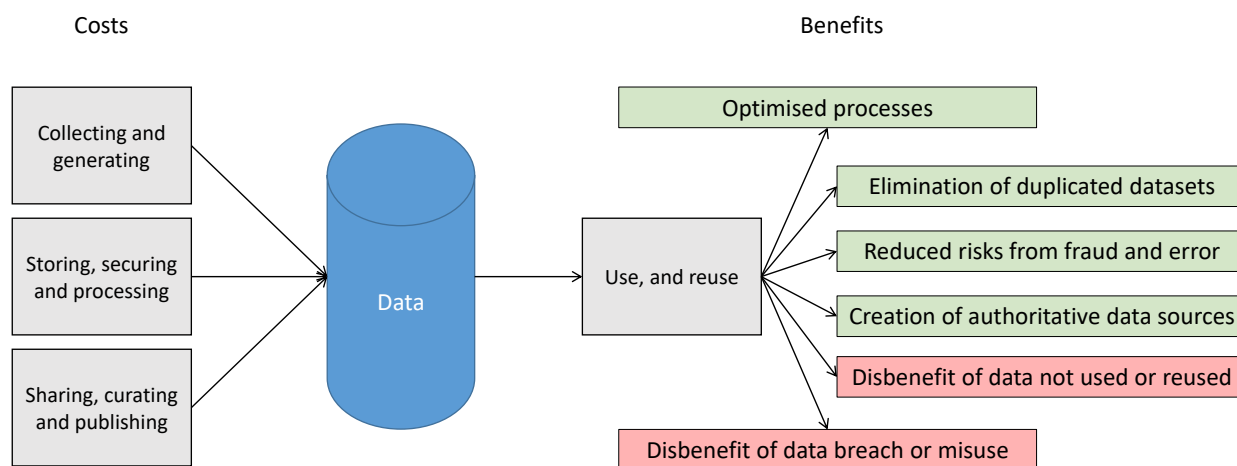 Costs
Benefits
Collecting and
generating
Storing, securing
and processing
Sharing, curating
and publishing
Data
Use, and reuse
Optimised processes
Elimination of duplicated datasets
Reduced risks from fraud and error
Creation of authoritative data sources
Disbenefit of data not used or reused
Disbenefit of data breach or misuse